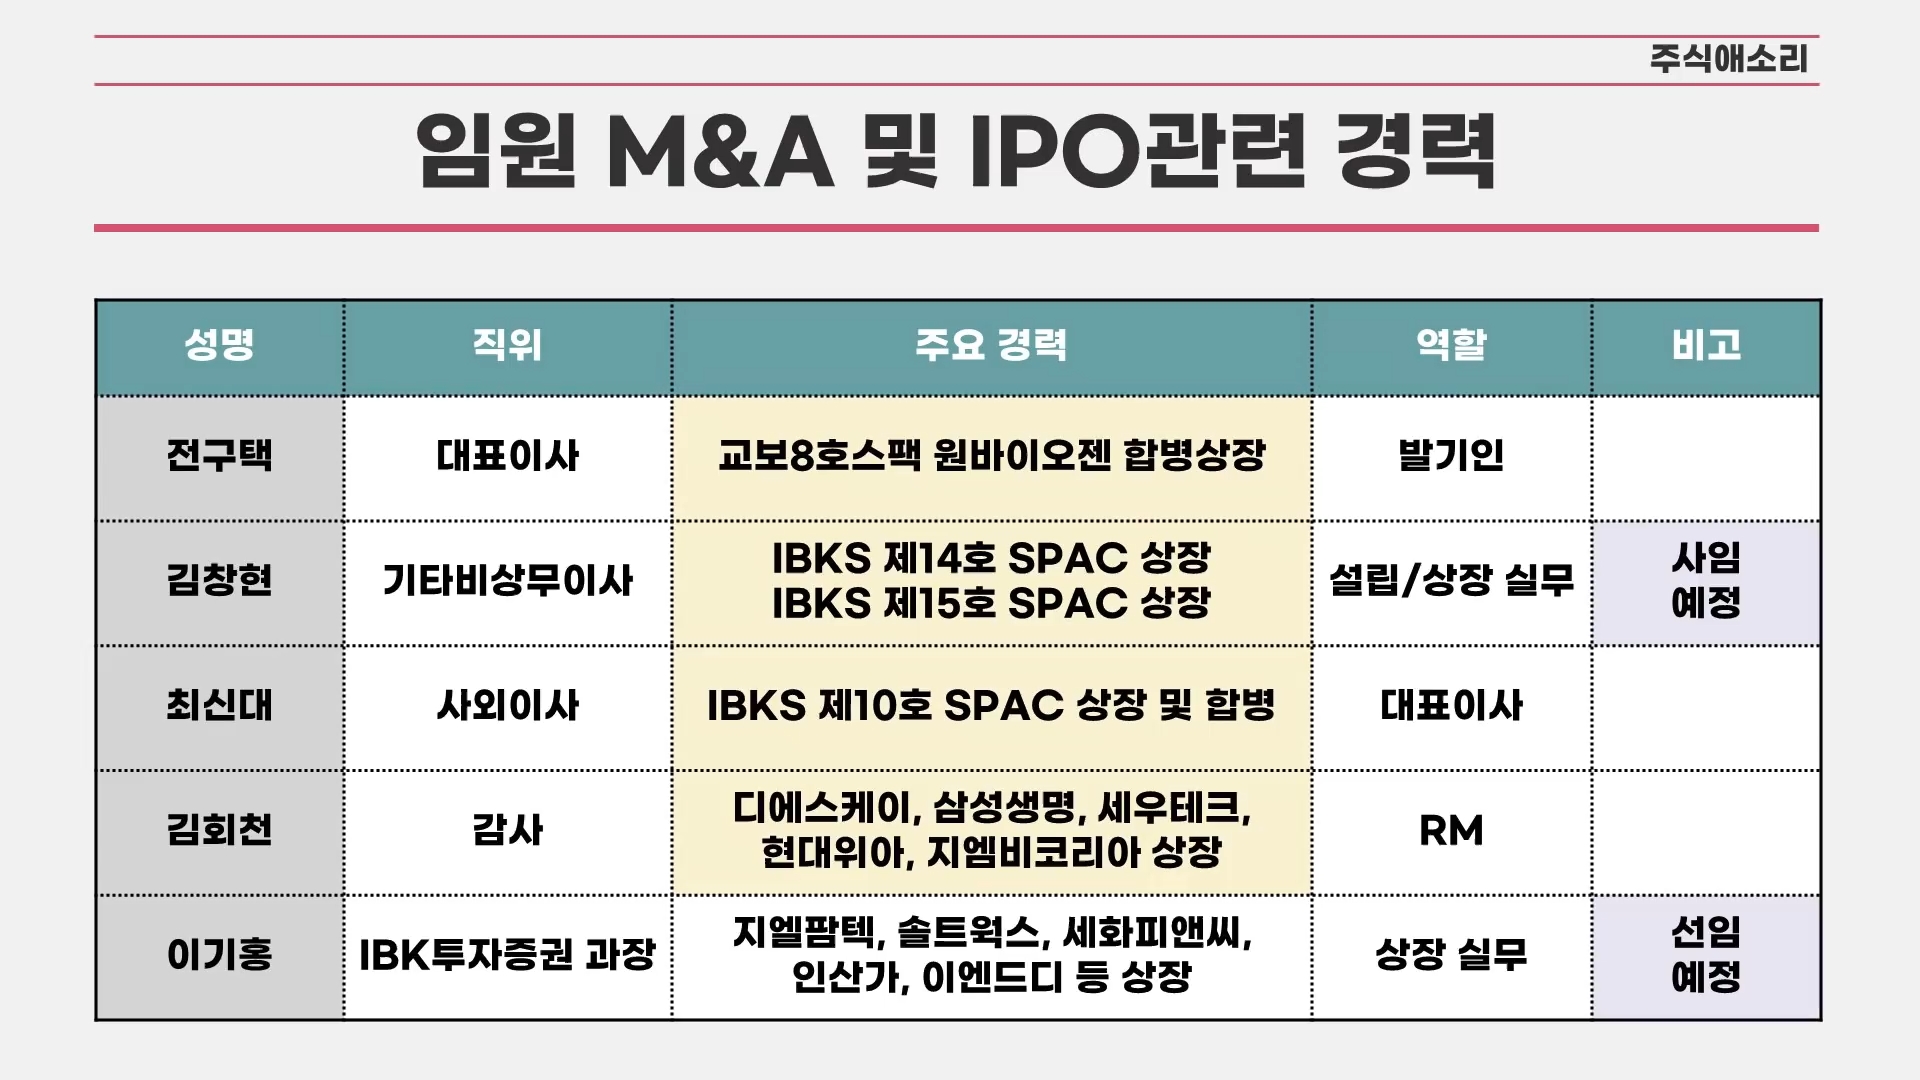 주식애소리
임원 M&A 및 IPO관련 경력
성명 직위 주요 경력 역할 비고
전구택 대표이사 교보8호스팩 원바이오젠 합병상장 발기인
김창현 기타비상무이사 IBKS 제14호 SPAC 상장 설립/상장 실무 사임
IBKS 제15호 SPAC 상장 예정
최신대 사외이사 IBKS 제10호 SPAC 상장 및 합병 대표이사
김회천 감사 디에스케이, 삼성생명, 세우테크, RM
현대위아, 지엠비코리아 상장
이기홍 IBK투자증권 과장 지엘팜텍, 솔트웍스, 세화피앤씨, 상장 실무 선임
인산가, 이엔드디 등 상장 예정